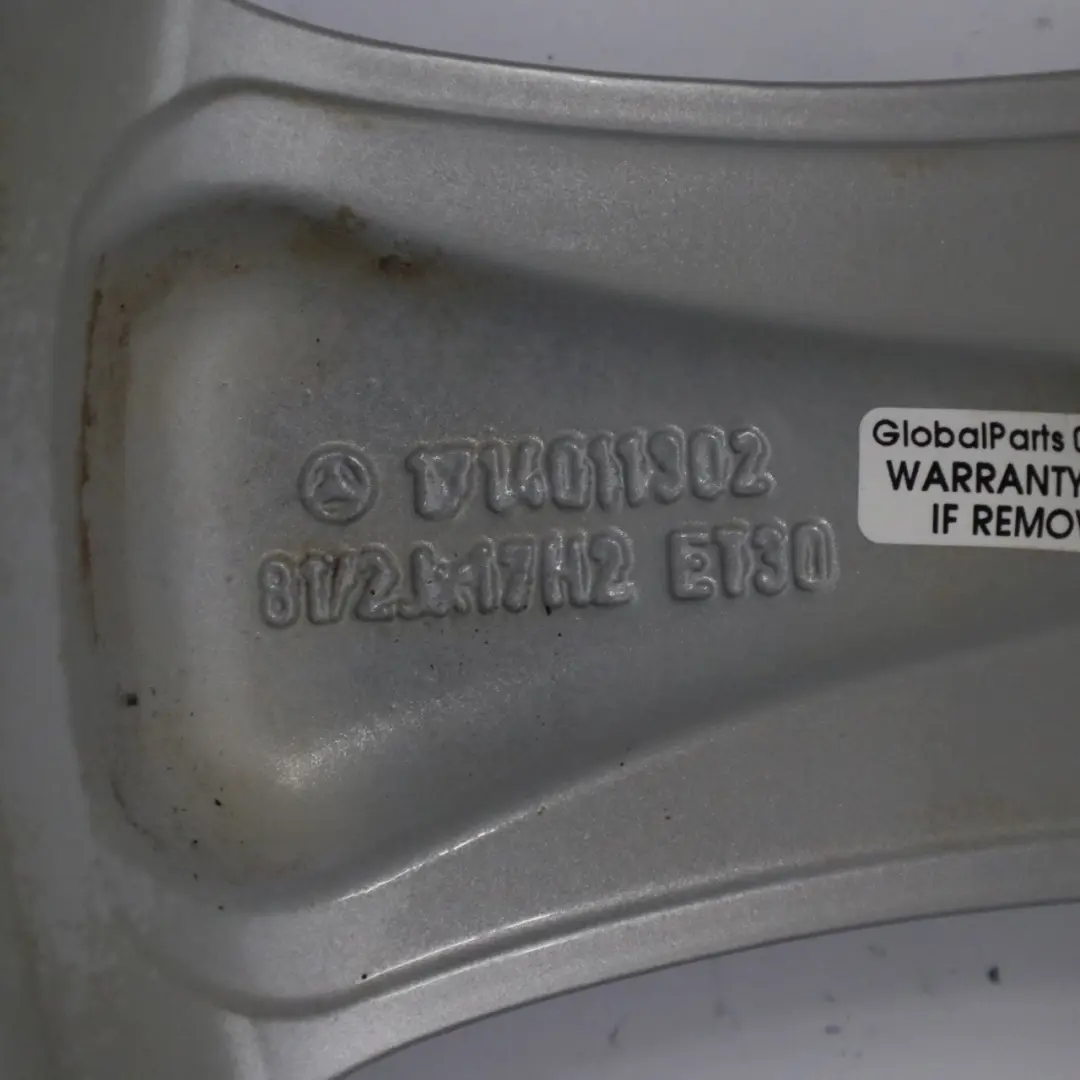 1714011902
81/2Jx17H2 ET30
GlobalParts
WARRANTY
IF REMOV